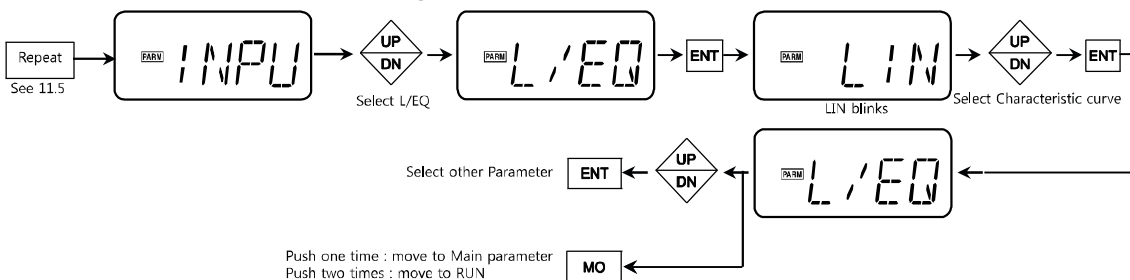 Repeat
See 11.5
PARM
INPU
UP
DN
Select L/EQ
PARM
L/EQ
ENT
PARM
LIN
LIN blinks
UP
DN
Select Characteristic curve
ENT
PARM
L/EQ
UP
DN
ENT
Select other Parameter
Push one time : move to Main parameter
Push two times : move to RUN
MO